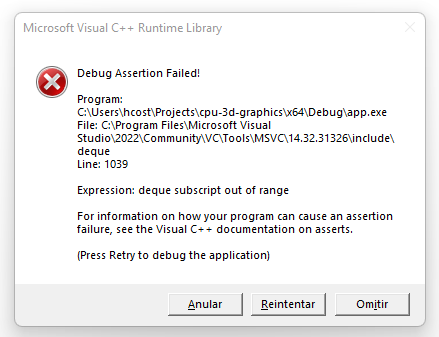 Microsoft Visual C++ Runtime Library
Debug Assertion Failed!
Program:
C:\Users\hcost\Projects\cpu-3d-graphics\x64\Debug\app.exe
File: C:\Program Files\Microsoft Visual
Studio\2022\Community\VC\Tools\MSVC\14.32.31326\include\
deque
Line: 1039
Expression: deque subscript out of range
For information on how your program can cause an assertion
failure, see the Visual C++ documentation on asserts.
(Press Retry to debug the application)
Anular
Reintentar
Omitir